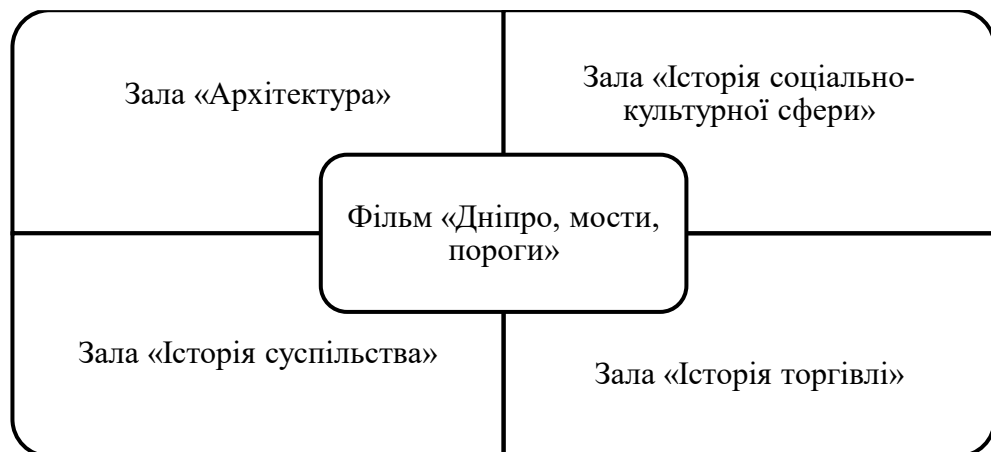 Зала «Архітектура»
Зала «Історія соціально-
культурної сфери»
Фільм «Дніпро, мости,
пороги»
Зала «Історія суспільства»
Зала «Історія торгівлі»